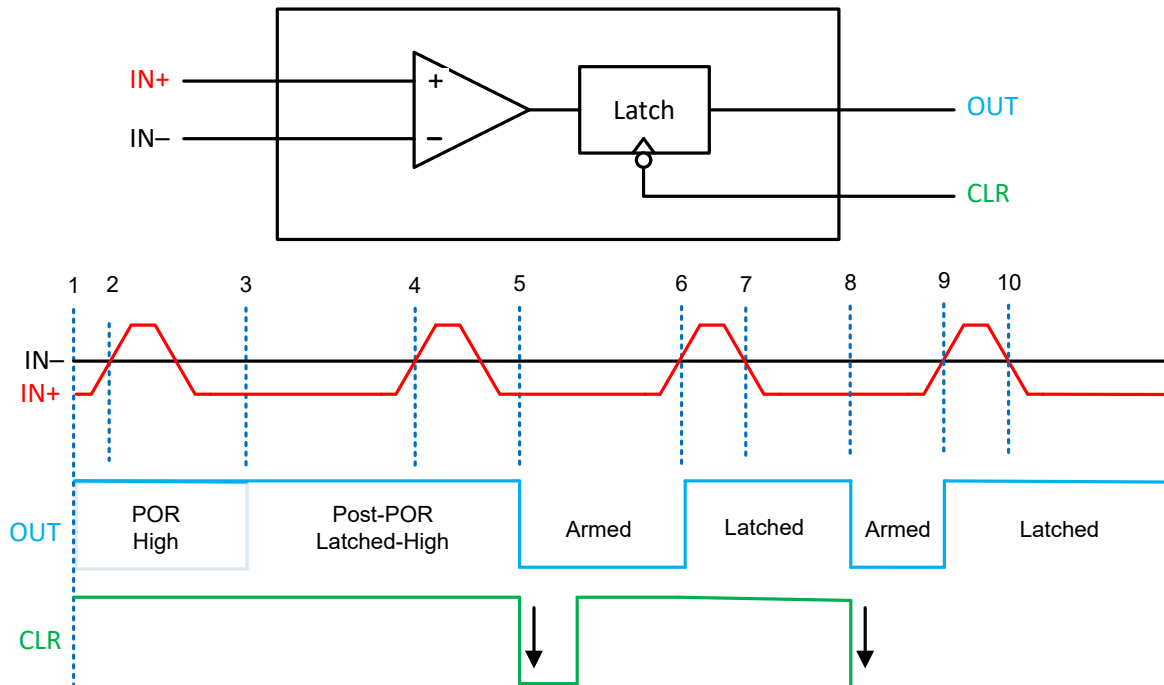 IN+
+
Latch
OUT
IN–
–
CLR
1 2 3 4 5 6 7 8 9 10
IN–
IN+
OUT
POR
High
Post-POR
Latched-High
Armed
Latched
Armed
Latched
CLR